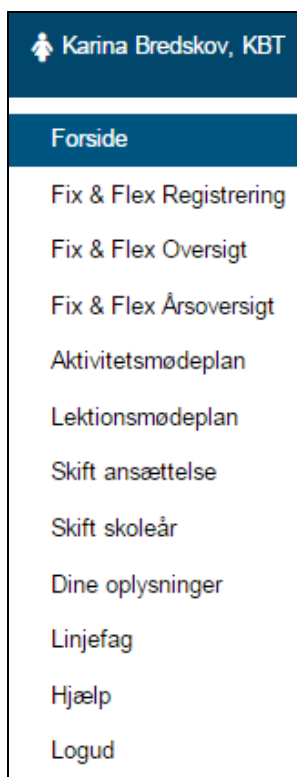 Karina Bredskov, KBT
Forside
Fix & Flex Registrering
Fix & Flex Oversigt
Fix & Flex Årsoversigt
Aktivitetsmødeplan
Lektionsmødeplan
Skift ansættelse
Skift skoleår
Dine oplysninger
Linjefag
Hjælp
Logud